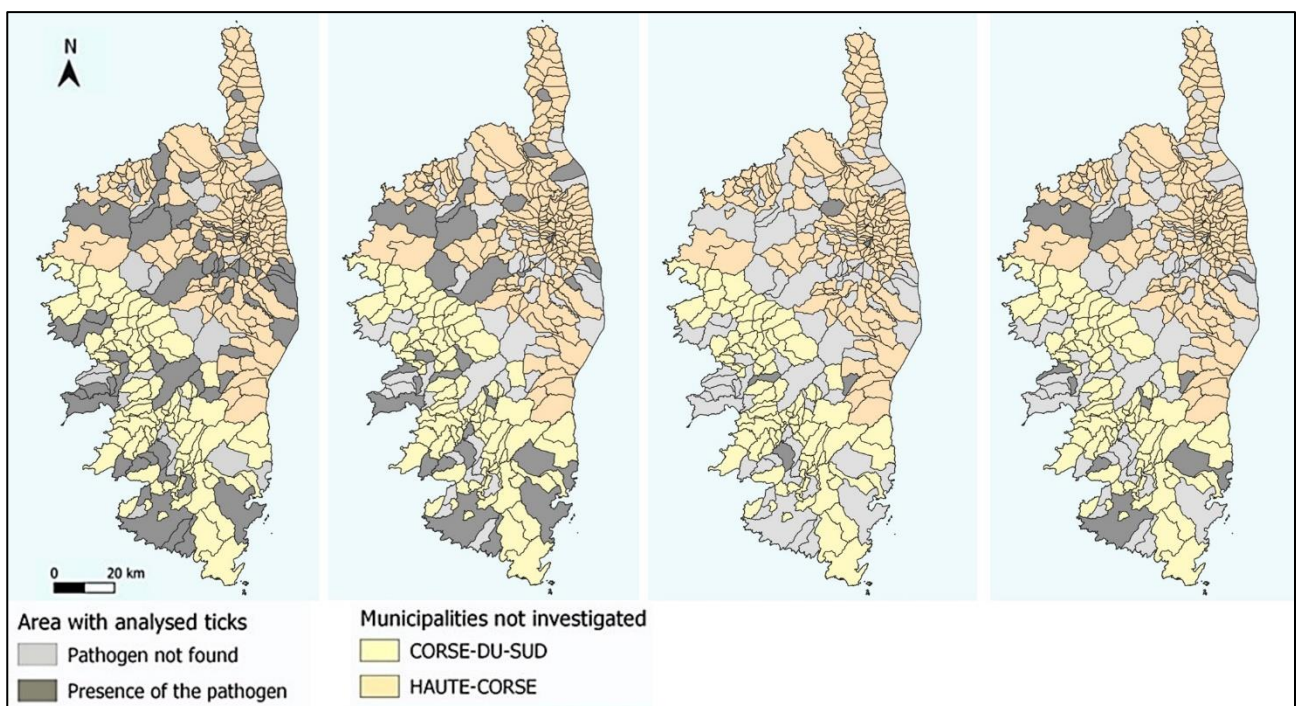 N
0 20 km
Area with analysed ticks
Pathogen not found
Presence of the pathogen
Municipalities not investigated
CORSE-DU-SUD
HAUTE-CORSE